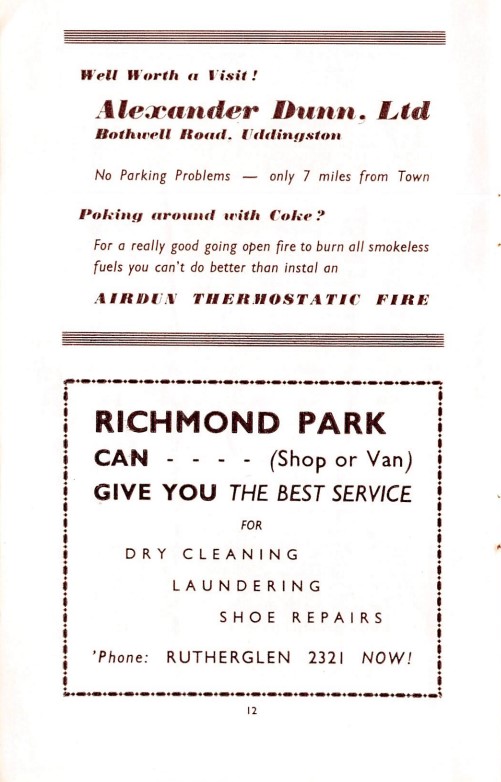 Well Worth a Visit!
Alexander Dunn, Ltd
Bothwell Road, Uddingston
No Parking Problems — only 7 miles from Town
Poking around with Coke?
For a really good going open fire to burn all smokeless
fuels you can't do better than instal an
AIRDUN THERMOSTATIC FIRE
RICHMOND PARK
CAN - - - - (Shop or Van)
GIVE YOU THE BEST SERVICE
FOR
DRY CLEANING
LAUNDERING
SHOE REPAIRS
'Phone: RUTHERGLEN 2321 NOW!
12